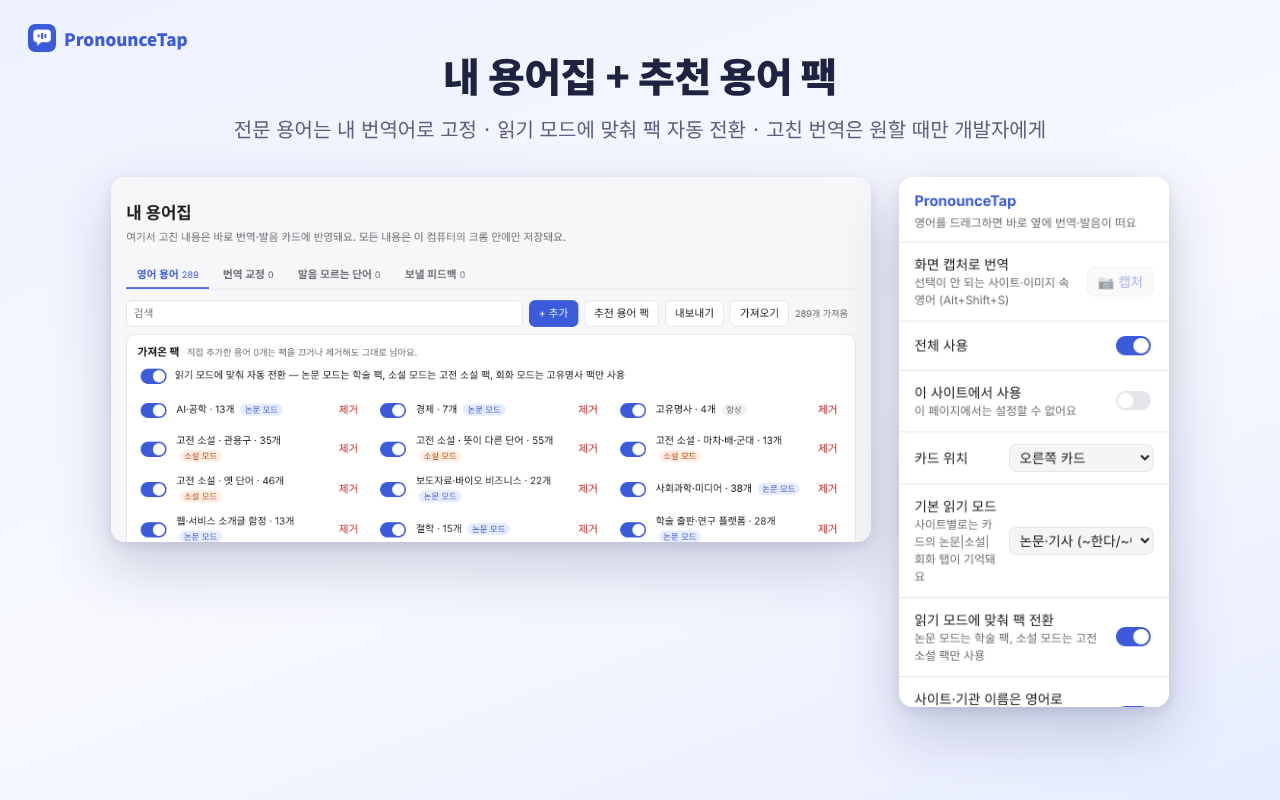 PronounceTap
내 용어집 + 추천 용어 팩
전문 용어는 내 번역어로 고정 · 읽기 모드에 맞춰 팩 자동 전환 · 고친 번역은 원할 때만 개발자에게
내 용어집
여기서 고친 내용은 바로 번역·발음 카드에 반영돼요. 모든 내용은 이 컴퓨터의 크롬 안에만 저장돼요.
영어 용어 289 번역 교정 0 발음 모르는 단어 0 보낼 피드백 0
검색 + 추가 추천 용어 팩 내보내기 가져오기 289개 가져옴
가져온 팩 직접 추가한 용어 0개는 팩을 끄거나 제거해도 그대로 남아요.
읽기 모드에 맞춰 자동 전환 — 논문 모드는 학술 팩, 소설 모드는 고전 소설 팩, 회화 모드는 고유명사 팩만 사용
AI·공학 · 13개 논문 모드 제거 경제 · 7개 논문 모드 제거 고유명사 · 4개 항상 제거
고전 소설 · 관용구 · 35개 제거 고전 소설 · 뜻이 다른 단어 · 55개 제거 고전 소설 · 마차·배·군대 · 13개 제거
소설 모드 소설 모드 소설 모드
고전 소설 · 옛 단어 · 46개 제거 보도자료·바이오 비즈니스 · 22개 제거 사회과학·미디어 · 38개 논문 모드 제거
소설 모드 논문 모드
웹·서비스 소개글 함정 · 13개 제거 철학 · 15개 논문 모드 제거 학술 출판·연구 플랫폼 · 28개 제거
논문 모드 논문 모드
PronounceTap
영어를 드래그하면 바로 옆에 번역·발음이 떠요
화면 캡처로 번역
선택이 안 되는 사이트·이미지 속
영어 (Alt+Shift+S)
캡처
전체 사용
이 사이트에서 사용
이 페이지에서는 설정할 수 없어요
카드 위치 오른쪽 카드
기본 읽기 모드
사이트별로는 카
드의 논문|소설|
회화 탭이 기억돼
요
논문·기사 (~한다/~
읽기 모드에 맞춰 팩 전환
논문 모드는 학술 팩, 소설 모드는 고전
소설 팩만 사용
사이트·기관 이름은 영어로